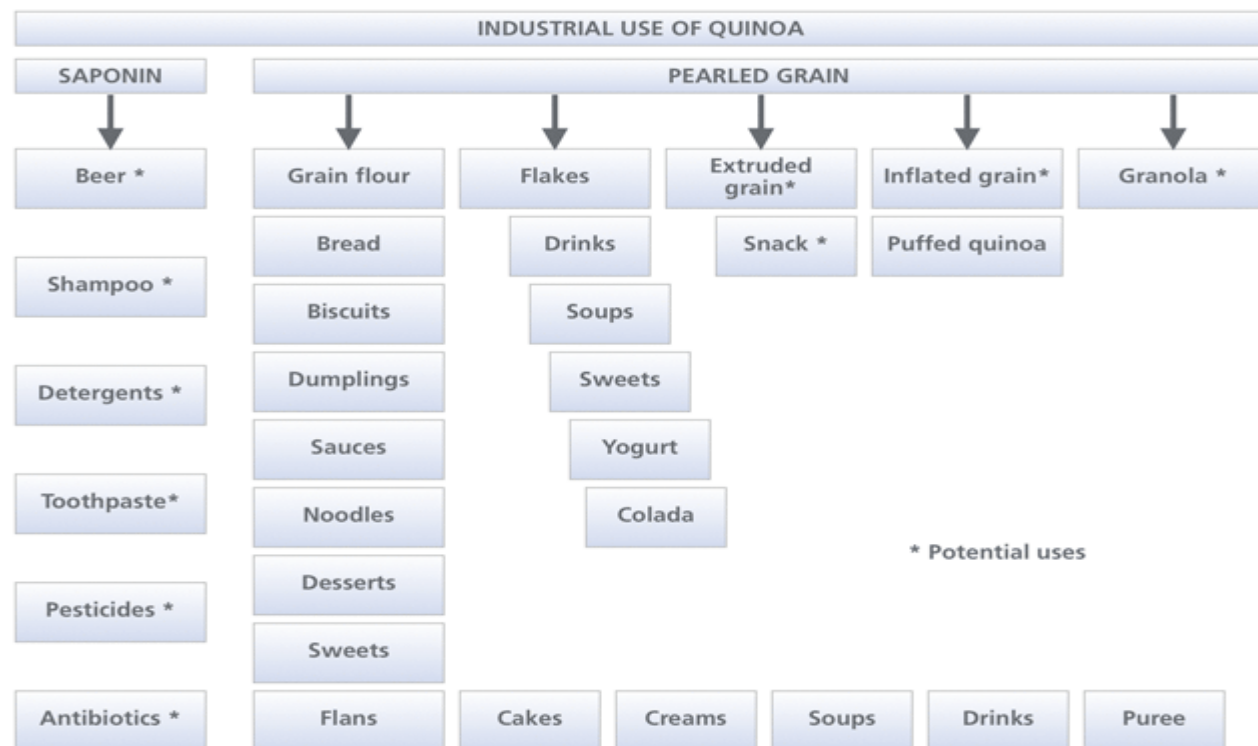 INDUSTRIAL USE OF QUINOA
SAPONIN
PEARLED GRAIN
Beer *
Grain flour
Flakes
Extruded
grain*
Inflated grain*
Granola *
Bread
Drinks
Snack *
Puffed quinoa
Shampoo *
Biscuits
Soups
Detergents *
Dumplings
Sweets
Sauces
Yogurt
Toothpaste*
Noodles
Colada
* Potential uses
Desserts
Pesticides *
Sweets
Antibiotics *
Flans
Cakes
Creams
Soups
Drinks
Puree